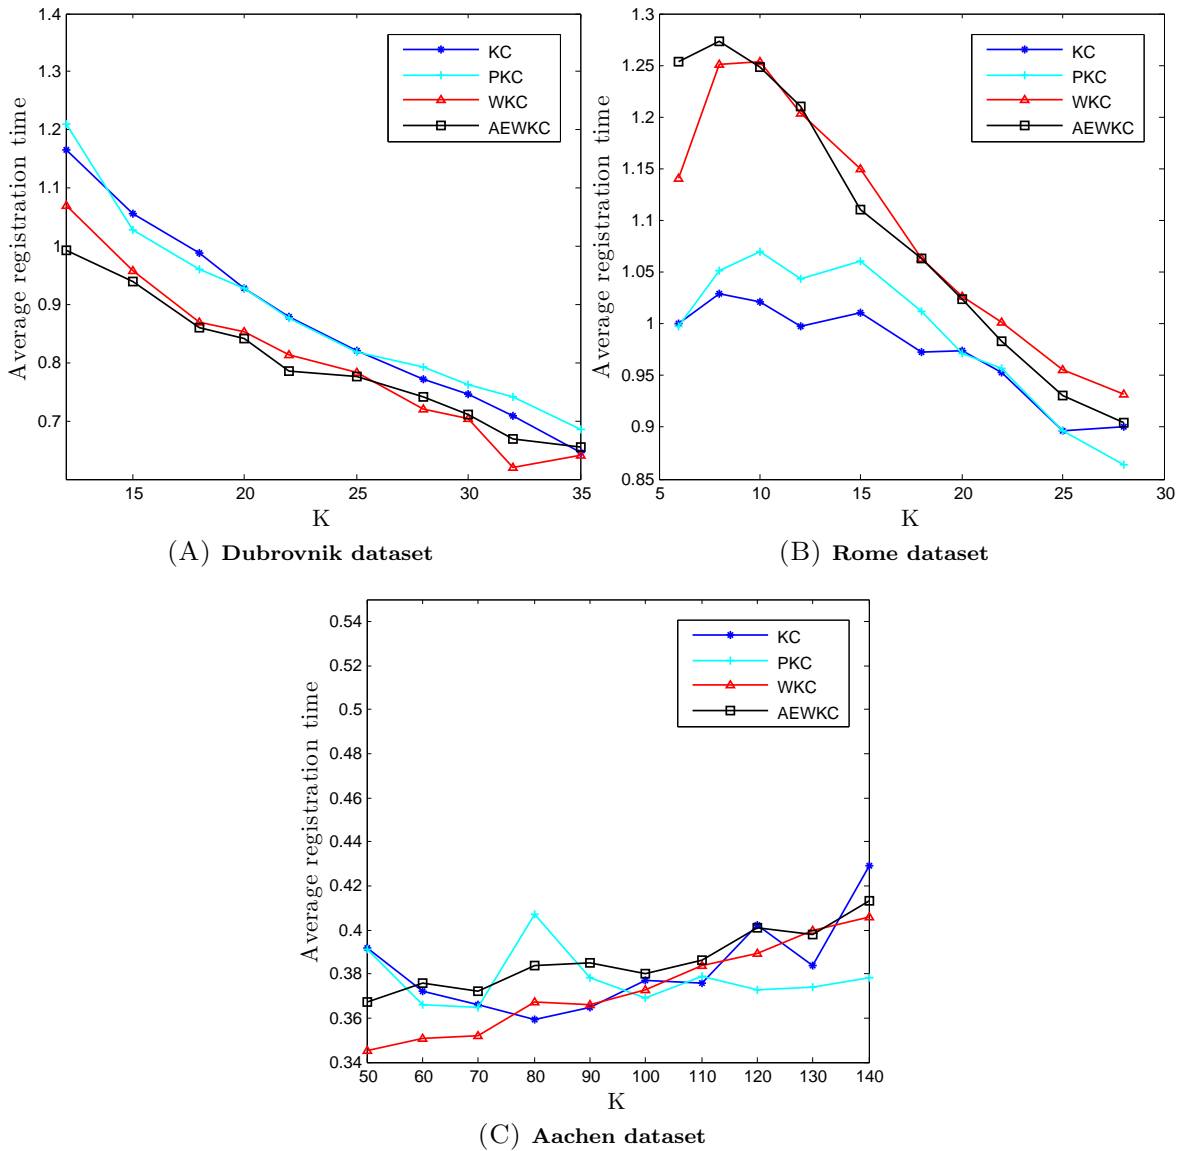 1.4
1.3
1.2
1.1
1
0.9
0.8
0.7
15
20
25
30
35
Average registration time
K
KC
PKC
WKC
AEWKC
(A) Dubrovnik dataset
1.3
1.25
1.2
1.15
1.1
1.05
1
0.95
0.9
0.85
5
10
15
20
25
30
Average registration time
K
KC
PKC
WKC
AEWKC
(B) Rome dataset
0.54
0.52
0.5
0.48
0.46
0.44
0.42
0.4
0.38
0.36
0.34
50
60
70
80
90
100
110
120
130
140
Average registration time
K
KC
PKC
WKC
AEWKC
(C) Aachen dataset